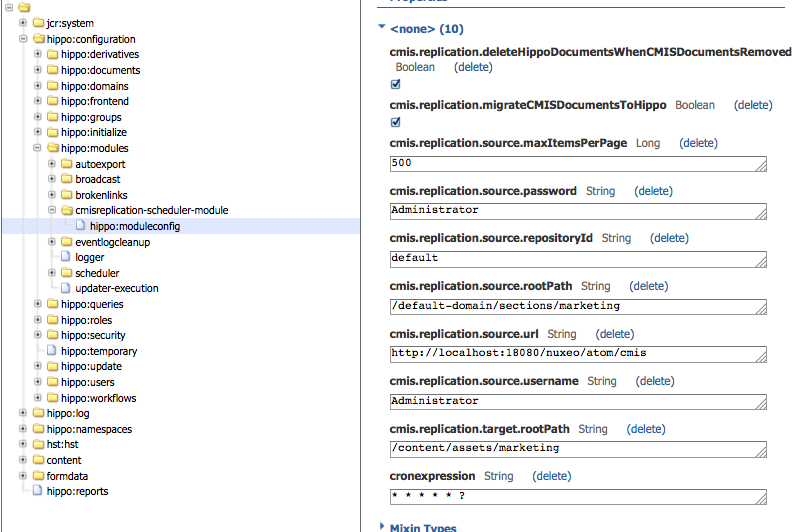 jcr:system
hippo:configuration
hippo:derivatives
hippo:documents
hippo:domains
hippo:frontend
hippo:groups
hippo:initialize
hippo:modules
autoexport
broadcast
brokenlinks
cmisreplication-scheduler-module
hippo:moduleconfig
eventlogcleanup
logger
scheduler
updater-execution
hippo:queries
hippo:roles
hippo:security
hippo:temporary
hippo:update
hippo:users
hippo:workflows
hippo:log
hippo:namespaces
hst:hst
content
formdata
hippo:reports
Properties
<none> (10)
cmis.replication.deleteHippoDocumentsWhenCMISDocumentsRemoved
Boolean (delete)
cmis.replication.migrateCMISDocumentsToHippo Boolean (delete)
cmis.replication.source.maxItemsPerPage Long (delete)
500
cmis.replication.source.password String (delete)
Administrator
cmis.replication.source.repositoryId String (delete)
default
cmis.replication.source.rootPath String (delete)
/default-domain/sections/marketing
cmis.replication.source.url String (delete)
http://localhost:18080/nuxeo/atom/cmis
cmis.replication.source.username String (delete)
Administrator
cmis.replication.target.rootPath String (delete)
/content/assets/marketing
cronexpression String (delete)
* * * * * ?
Mixin Types